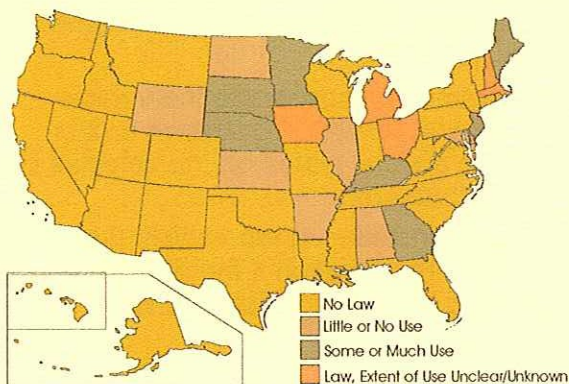 No Law
Little or No Use
Some or Much Use
Law, Extent of Use Unclear/Unknown